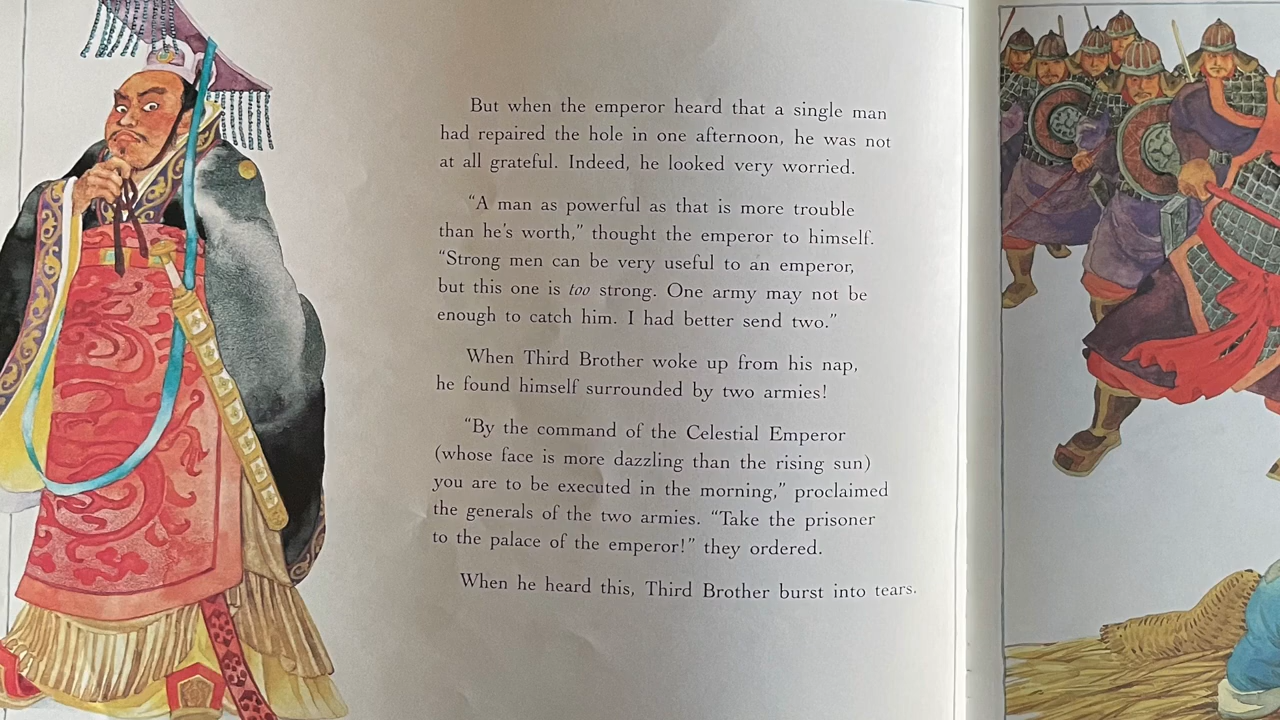 But when the emperor heard that a single man
had repaired the hole in one afternoon, he was not
at all grateful. Indeed, he looked very worried.
“A man as powerful as that is more trouble
than he’s worth,” thought the emperor to himself.
“Strong men can be very useful to an emperor,
but this one is too strong. One army may not be
enough to catch him. I had better send two.”
When Third Brother woke up from his nap,
he found himself surrounded by two armies!
“By the command of the Celestial Emperor
(whose face is more dazzling than the rising sun)
you are to be executed in the morning,” proclaimed
the generals of the two armies. “Take the prisoner
to the palace of the emperor!” they ordered.
When he heard this, Third Brother burst into tears.